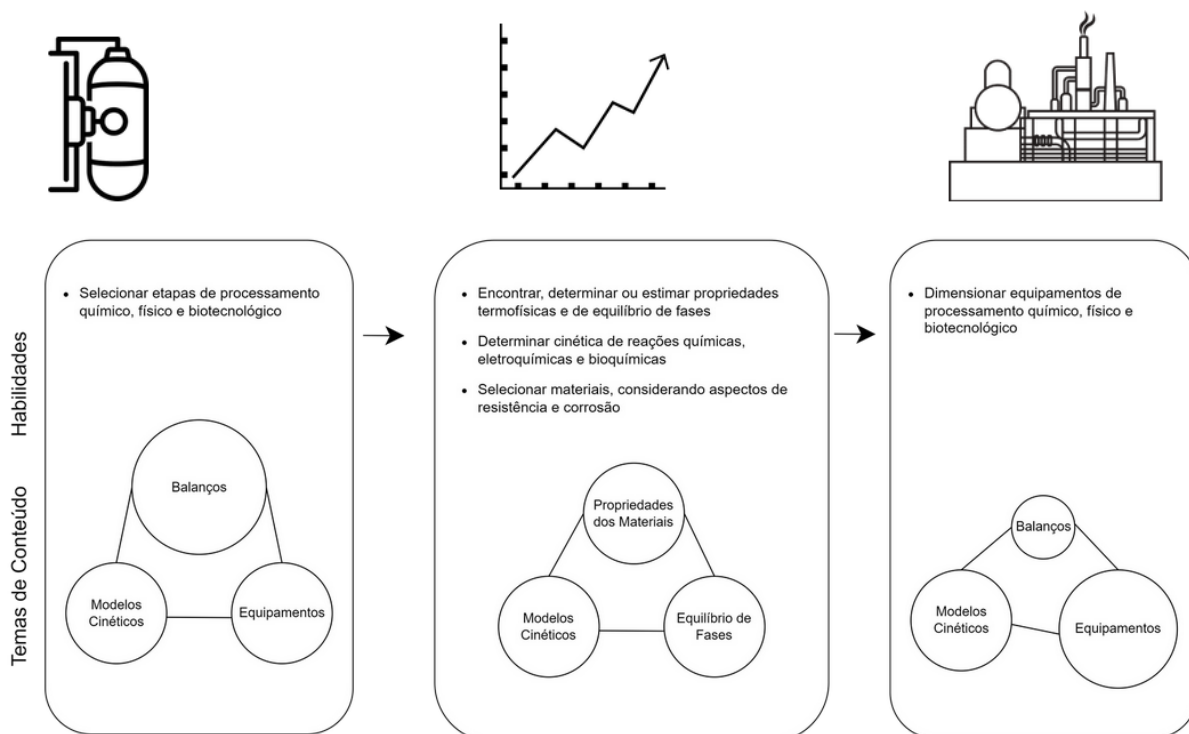 Habilidades
Temas de Conteúdo
• Selecionar etapas de processamento
químico, físico e biotecnológico
Balanços
Modelos
Cinéticos
Equipamentos
• Encontrar, determinar ou estimar propriedades
termofísicas e de equilíbrio de fases
• Determinar cinética de reações químicas,
eletroquímicas e bioquímicas
• Selecionar materiais, considerando aspectos de
resistência e corrosão
Propriedades
dos Materiais
Modelos
Cinéticos
Equilíbrio de
Fases
• Dimensionar equipamentos de
processamento químico, físico e
biotecnológico
Balanços
Modelos
Cinéticos
Equipamentos